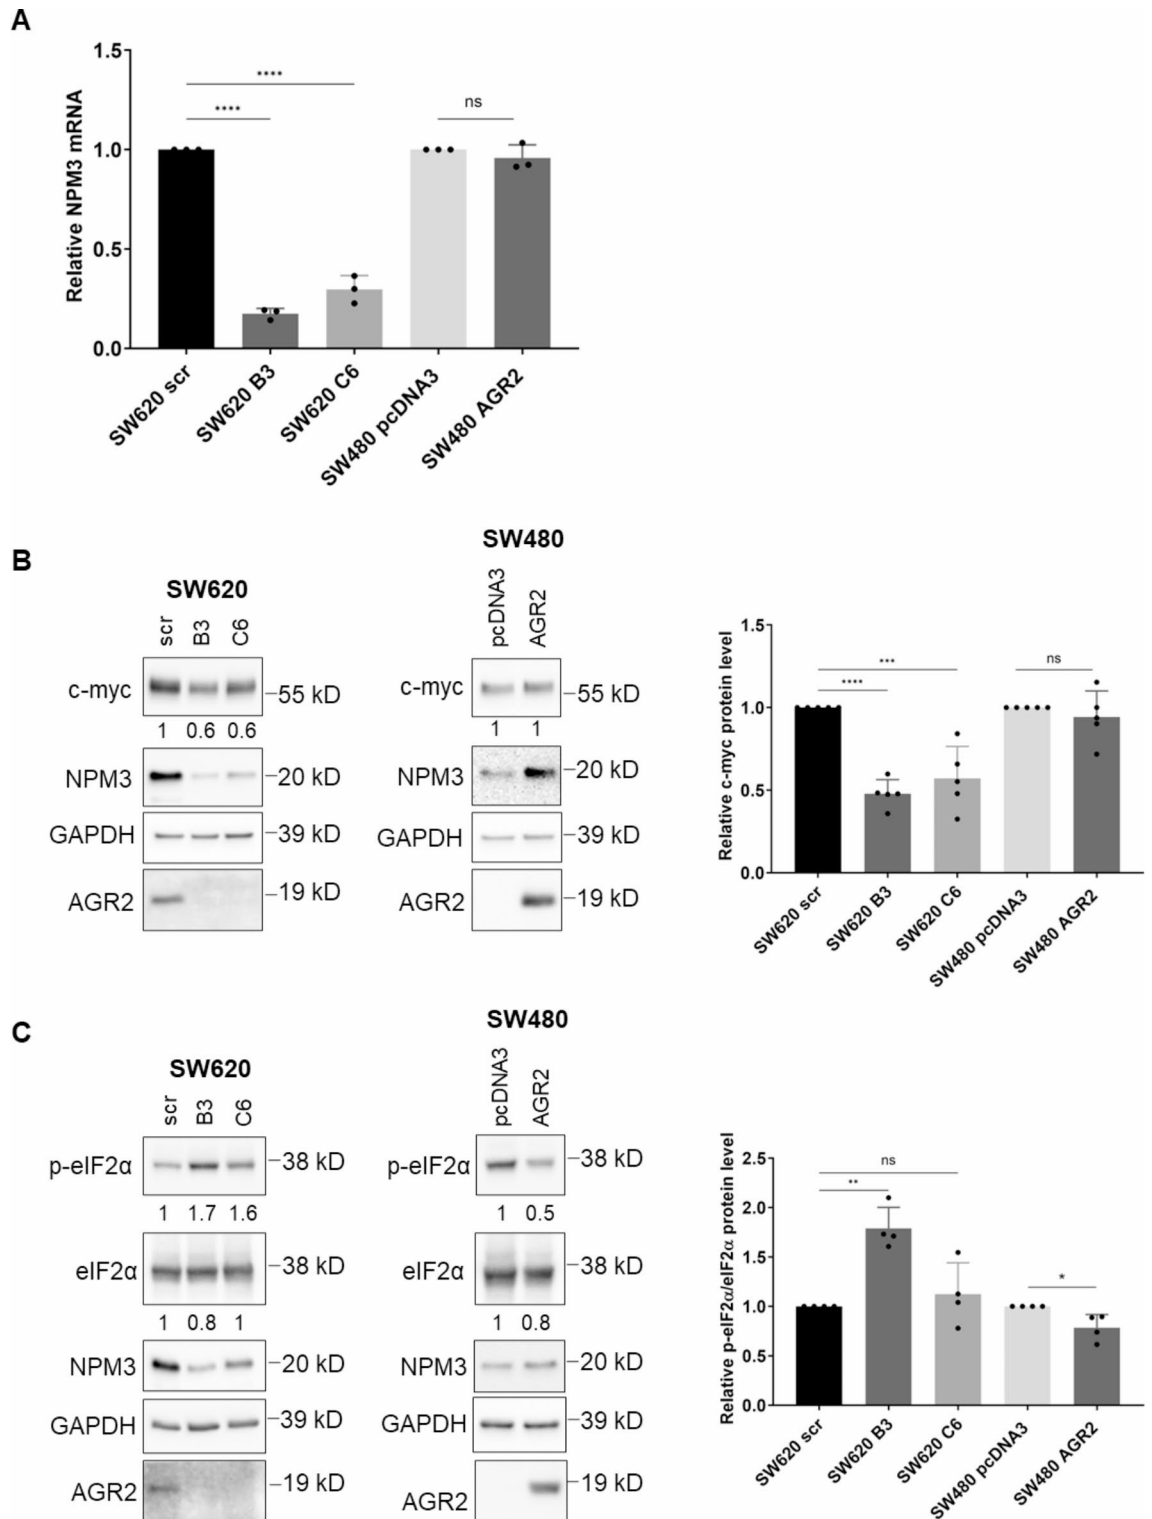 A
Relative NPM3 mRNA
1.5
1.0
0.5
0.0
****
****
ns
SW620 scr
SW620 B3
SW620 C6
SW480 pcDNA3
SW480 AGR2
B
SW620
scr
B3
C6
c-myc
55 kD
1 0.6 0.6
NPM3
20 kD
GAPDH
39 kD
AGR2
19 kD
SW480
pcDNA3
AGR2
c-myc
55 kD
1 1
NPM3
20 kD
GAPDH
39 kD
AGR2
19 kD
Relative c-myc protein level
1.5
1.0
0.5
0.0
***
****
ns
SW620 scr
SW620 B3
SW620 C6
SW480 pcDNA3
SW480 AGR2
C
SW620
scr
B3
C6
p-eIF2α
38 kD
1 1.7 1.6
eIF2α
38 kD
1 0.8 1
NPM3
20 kD
GAPDH
39 kD
AGR2
19 kD
SW480
pcDNA3
AGR2
p-eIF2α
38 kD
1 0.5
eIF2α
38 kD
1 0.8
NPM3
20 kD
GAPDH
39 kD
AGR2
19 kD
Relative p-eIF2α/eIF2α protein level
2.5
2.0
1.5
1.0
0.5
0.0
ns
**
*
SW620 scr
SW620 B3
SW620 C6
SW480 pcDNA3
SW480 AGR2